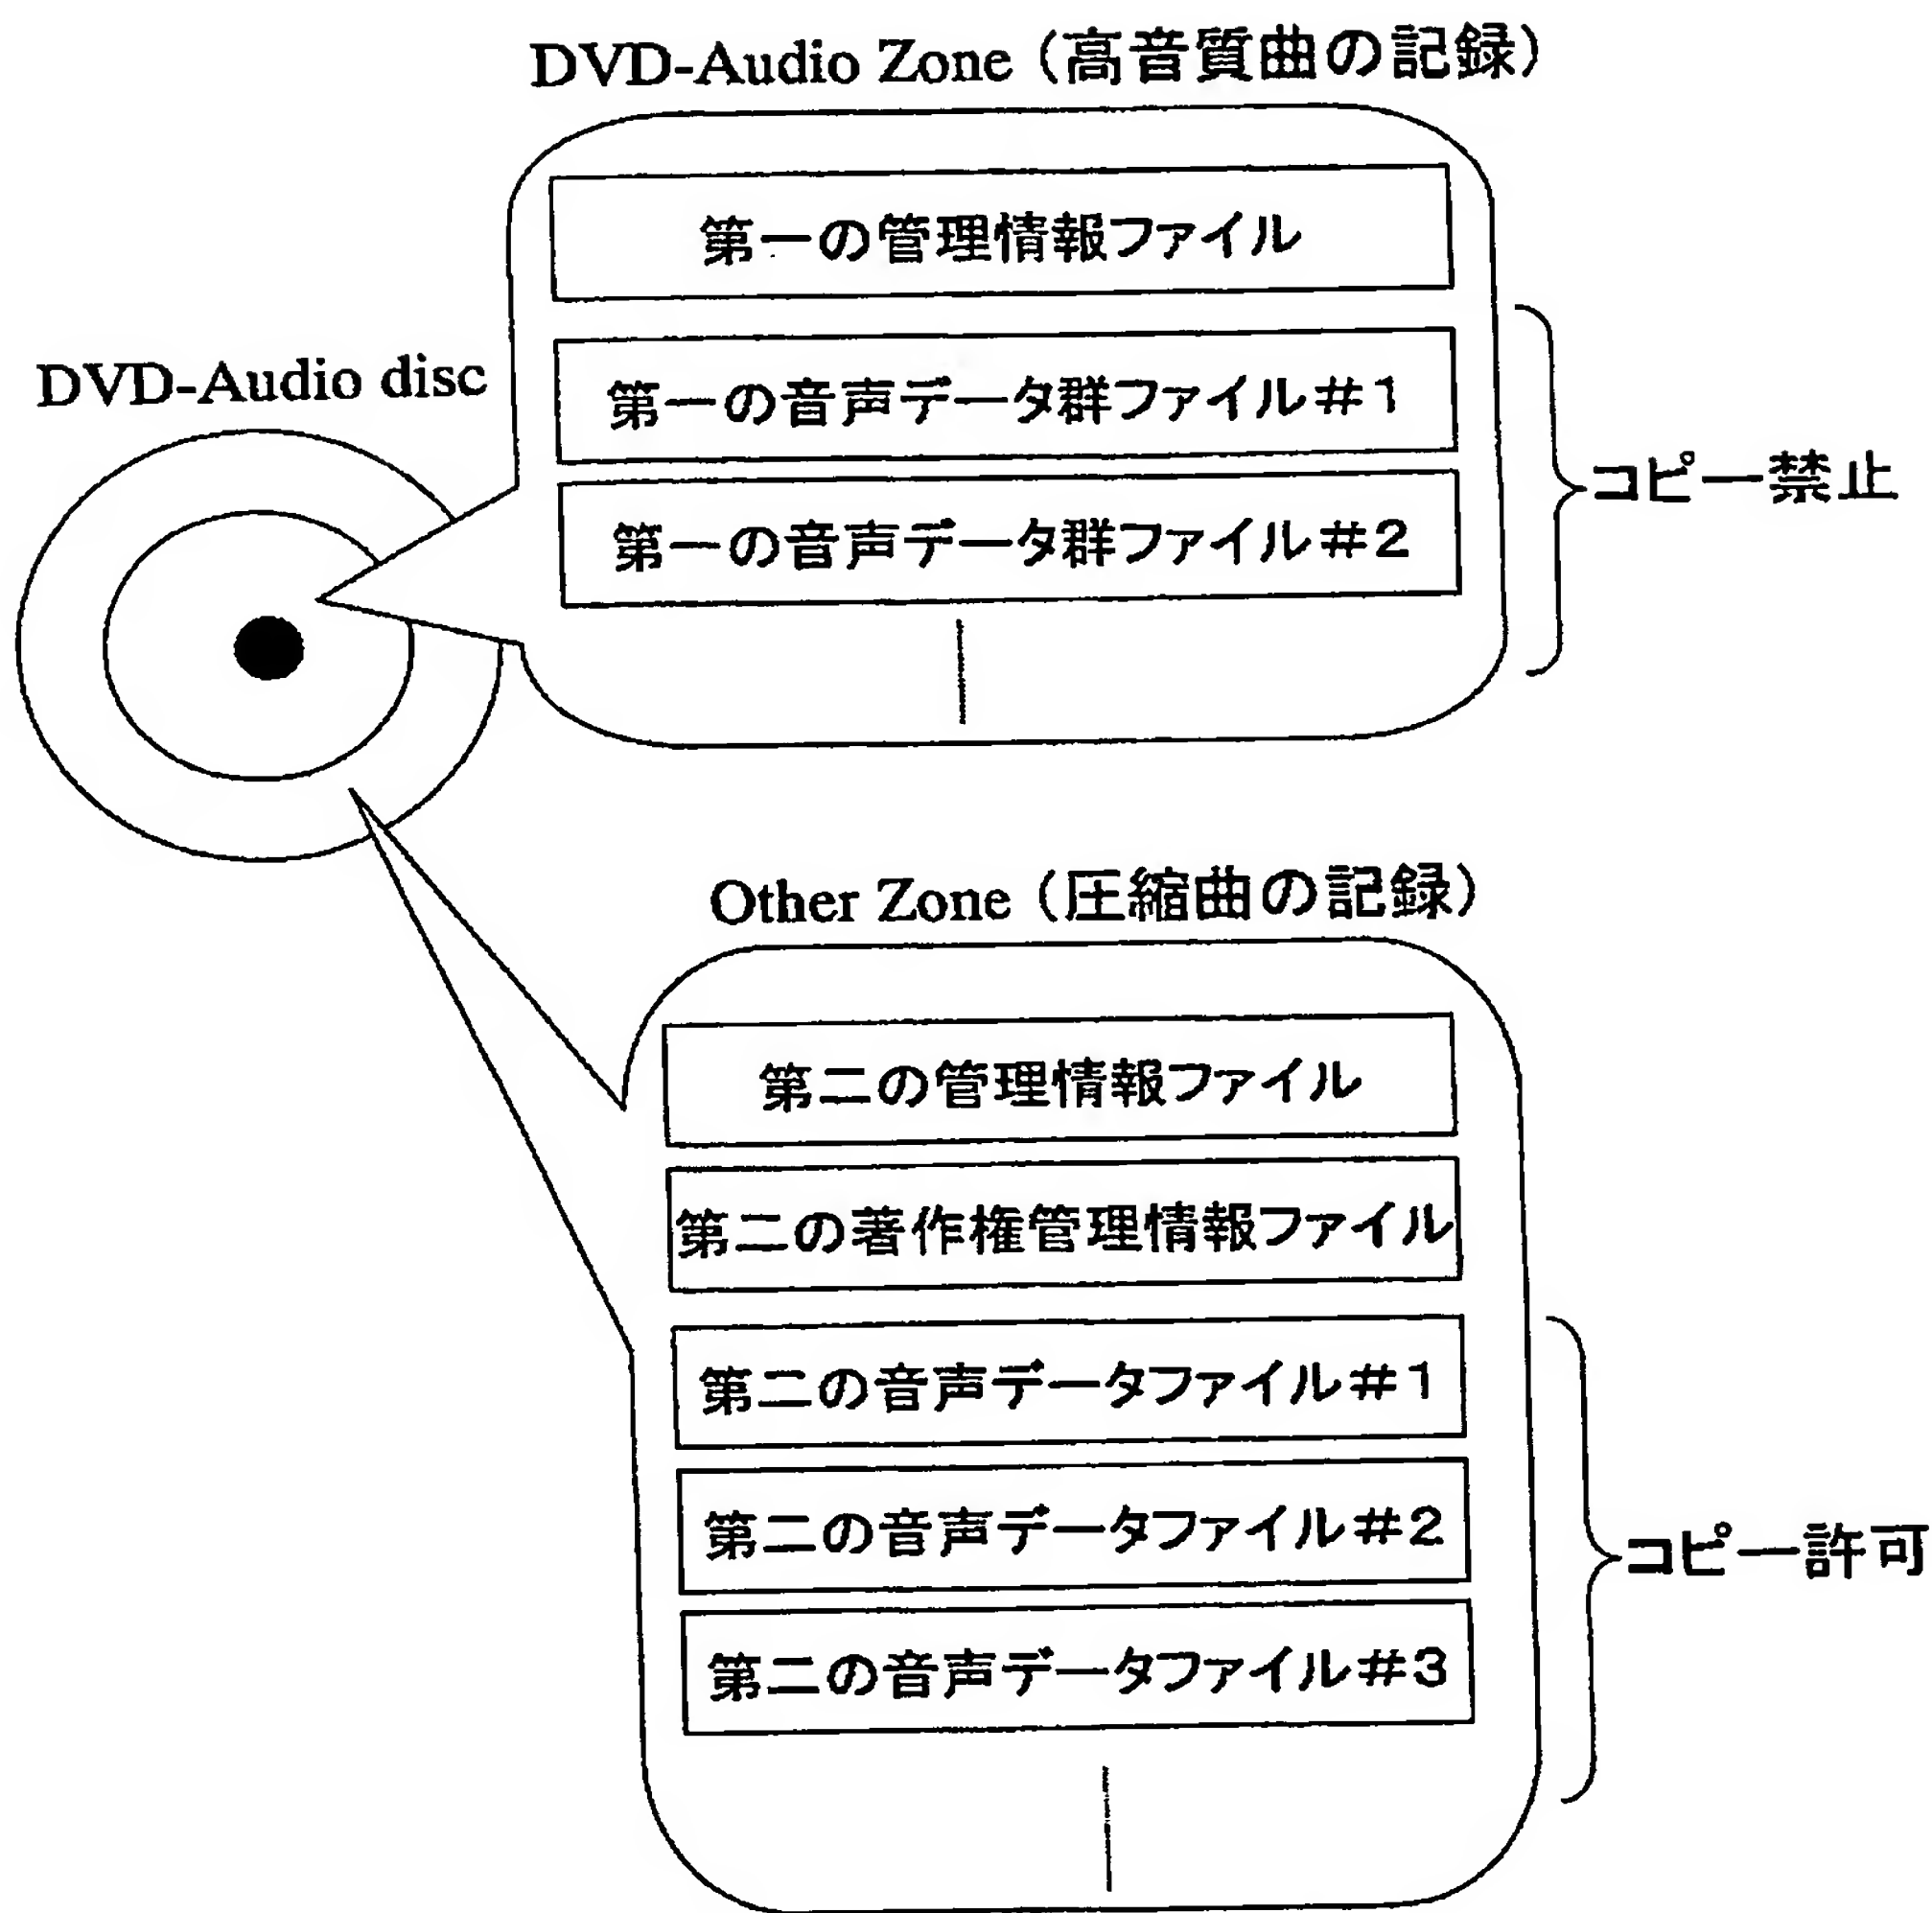 DVD-Audio Zone（高音質曲の記録）
第一の管理情報ファイル
DVD-Audio disc
第一の音声データ群ファイル＃1
コピー禁止
第一の音声データ群ファイル＃2
Other Zone（圧縮曲の記録）
第二の管理情報ファイル
第二の著作権管理情報ファイル
第二の音声データファイル＃1
第二の音声データファイル＃2
コピー許可
第二の音声データファイル＃3